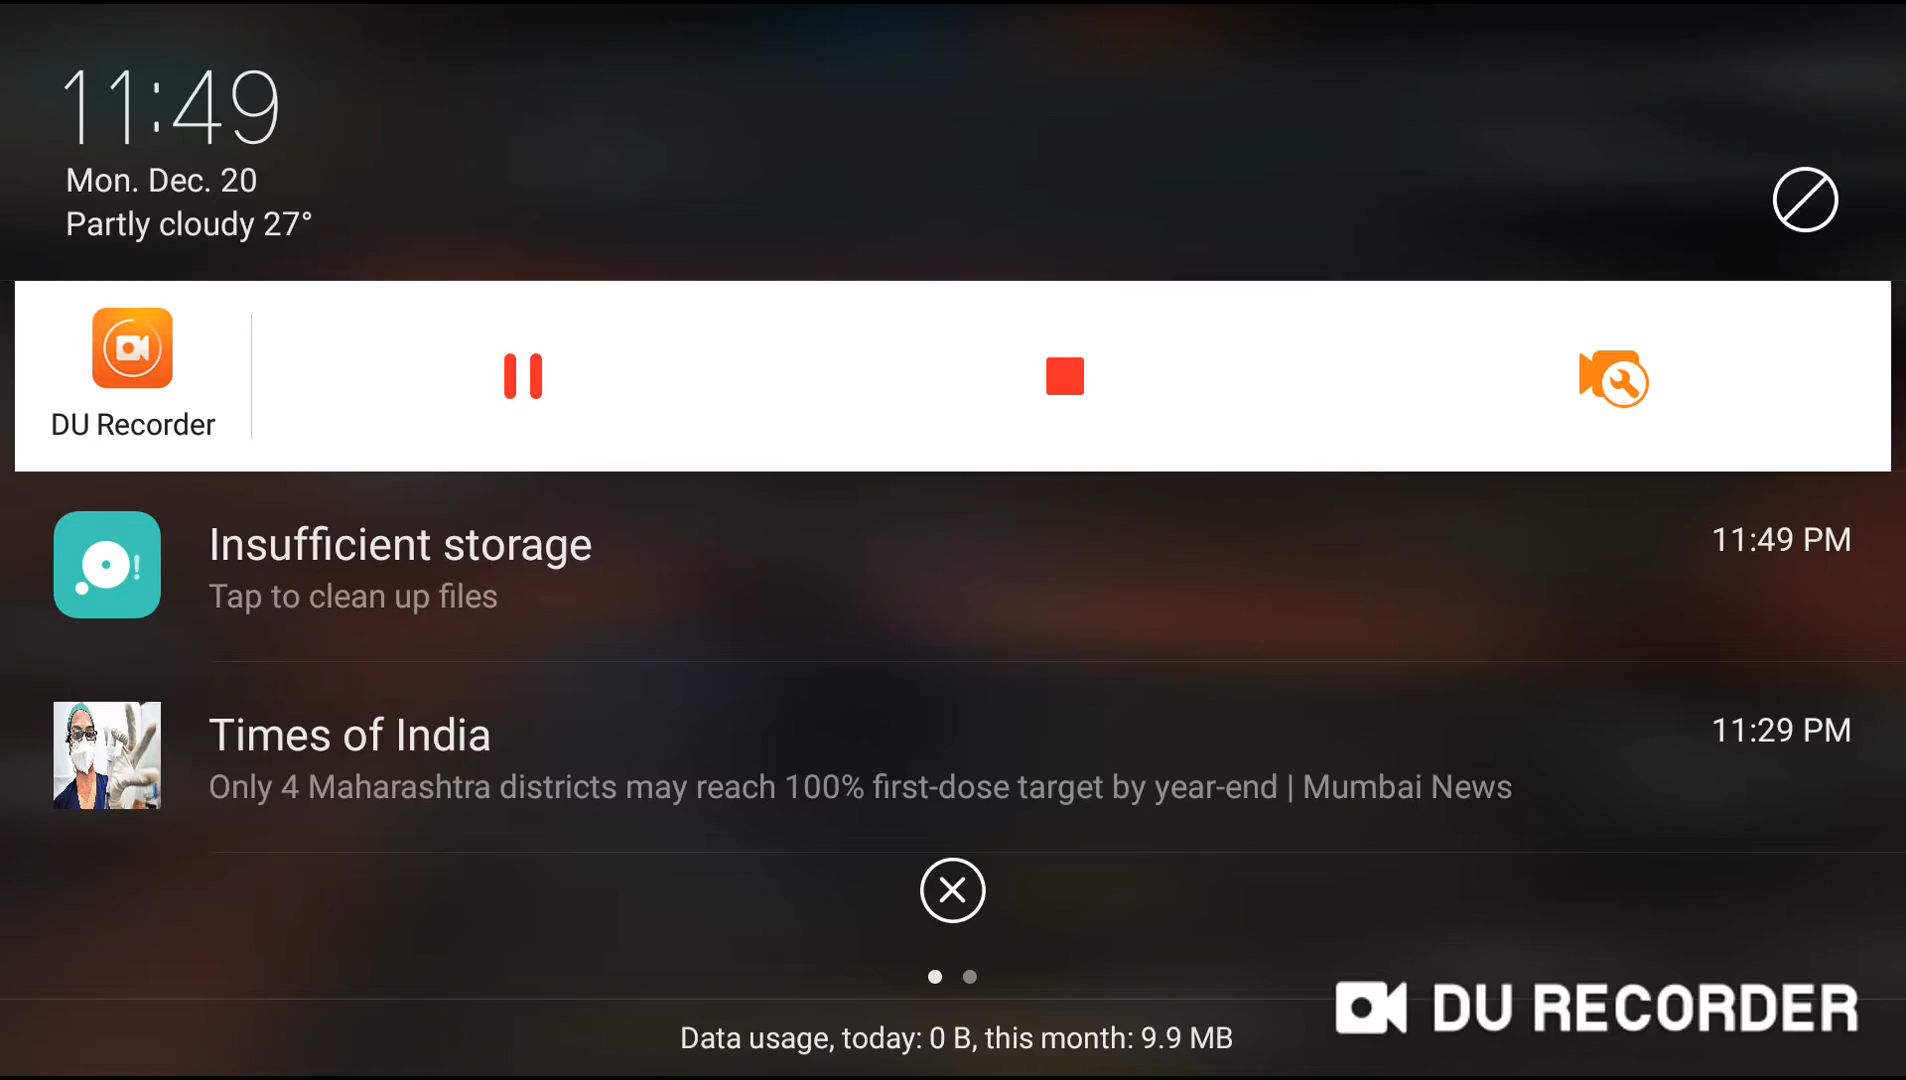 11:49
Mon. Dec. 20
Partly cloudy 27°
DU Recorder
Insufficient storage
11:49 PM
Tap to clean up files
Times of India
11:29 PM
Only 4 Maharashtra districts may reach 100% first-dose target by year-end | Mumbai News
DU RECORDER
Data usage, today: 0 B, this month: 9.9 MB